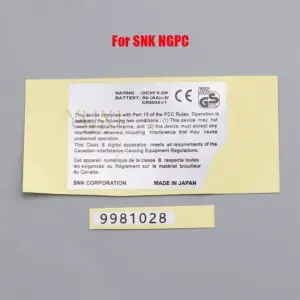 For SNK NGPC
RATING : DC3V 0.2W
BATTERY: R6 (AA)×2/
CR2032×1
This device complies with Part 15 of the FCC Rules. Operation is
subject to the following two conditions : (1) This device may not
cause harmful interference, and (2) this device must accept any
interference received, including interference that may cause
undesired operation.
This Class B digital apparatus meets all requirements of the
Canadian Interference-Causing Equipment Regulations.
Cet appareil numérique de la classe B respecte toutes
les exigences du Règlement sur le matériel brouilleur
du Canada.
SNK CORPORATION MADE IN JAPAN
9981028